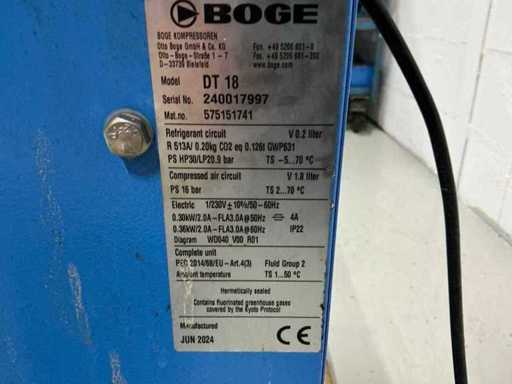 BOGE
BOGE KOMPRESSOREN
Otto Boge GmbH & Co. KG Fon. +49 5206 601-0
Otto - Boge - Straße 1 - 7 Fax. +49 5206 601-200
D-33739 Bielefeld www.boge.com
Model DT 18
Serial No. 240017997
Mat.no. 575151741
Refrigerant circuit V 0.2 liter
R 513A/ 0.20kg CO2 eq 0.126t GWP631
PS HP30/LP20.9 bar TS -5...70 °C
Compressed air circuit V 1.8 liter
PS 16 bar TS 2...70 °C
Electric 1/230V ±10%/50-60Hz
0.30kW/2.0A-FLA3.0A@50Hz 4A
0.36kW/2.0A-FLA3.0A@60Hz IP22
Diagram WD040_V00_R01
Complete unit
PED 2014/68/EU-Art.4(3) Fluid Group 2
Ambient temperature TS 1...50 °C
Hermetically sealed
Contains fluorinated greenhouse gases
covered by the Kyoto Protocol
Manufactured
JUN 2024 CE